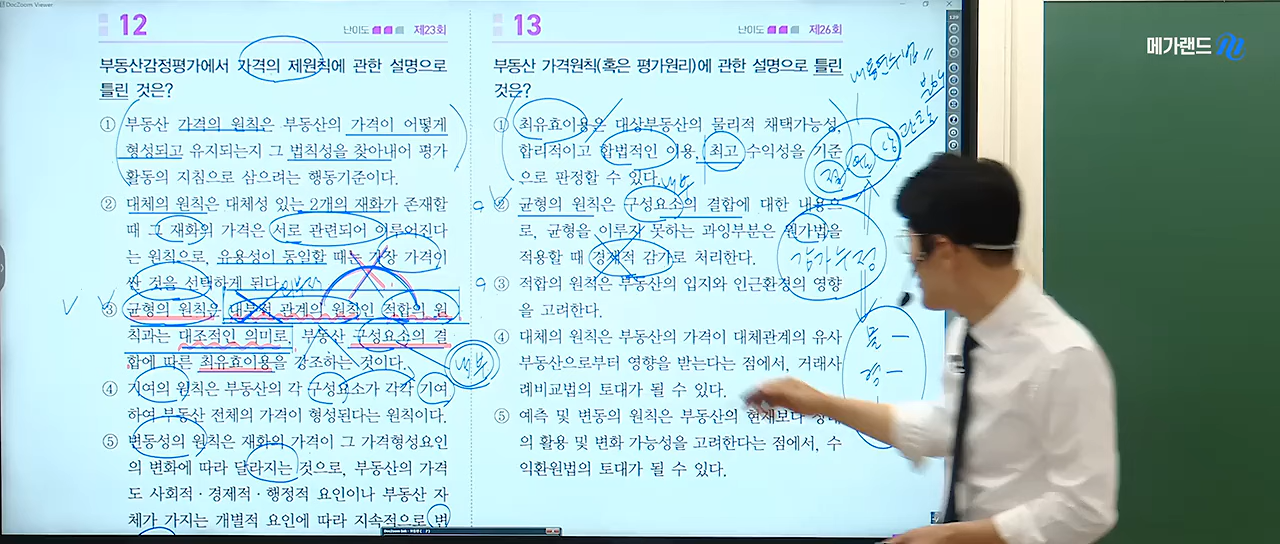 DocZoom Viewer
12
난이도
제23회
부동산감정평가에서 가격의 제원칙에 관한 설명으로
틀린 것은?
① 부동산 가격의 원칙은 부동산의 가격이 어떻게
형성되고 유지되는지 그 법칙성을 찾아내어 평가
활동의 지침으로 삼으려는 행동기준이다.
② 대체의 원칙은 대체성 있는 2개의 재화가 존재할
때 그 재화의 가격은 서로 관련되어 이루어진다
는 원칙으로, 유용성이 동일할 때는 가장 가격이
싼 것을 선택하게 된다.
③ 균형의 원칙은 내부적 관계의 원칙인 적합의 원
칙과는 대조적인 의미로, 부동산 구성요소의 결
합에 따른 최유효이용을 강조하는 것이다.
내부
④ 기여의 원칙은 부동산의 각 구성요소가 각각 기여
하여 부동산 전체의 가격이 형성된다는 원칙이다.
⑤ 변동성의 원칙은 재화의 가격이 그 가격형성요인
의 변화에 따라 달라지는 것으로, 부동산의 가격
도 사회적·경제적·행정적 요인이나 부동산 자
체가 가지는 개별적 요인에 따라 지속적으로 변
13
난이도
제26회
부동산 가격원칙(혹은 평가원리)에 관한 설명으로 틀린
것은?
① 최유효이용은 대상부동산의 물리적 채택가능성,
합리적이고 합법적인 이용, 최고 수익성을 기준
으로 판정할 수 있다.
내부
② 균형의 원칙은 구성요소의 결합에 대한 내용으
로, 균형을 이루지 못하는 과잉부분은 원가법을
적용할 때 경제적 감가로 처리한다.
③ 적합의 원칙은 부동산의 입지와 인근환경의 영향
을 고려한다.
④ 대체의 원칙은 부동산의 가격이 대체관계의 유사
부동산으로부터 영향을 받는다는 점에서, 거래사
례비교법의 토대가 될 수 있다.
⑤ 예측 및 변동의 원칙은 부동산의 현재보다
의 활용 및 변화 가능성을 고려한다는 점에서, 수
익환원법의 토대가 될 수 있다.
감가수정
메가랜드